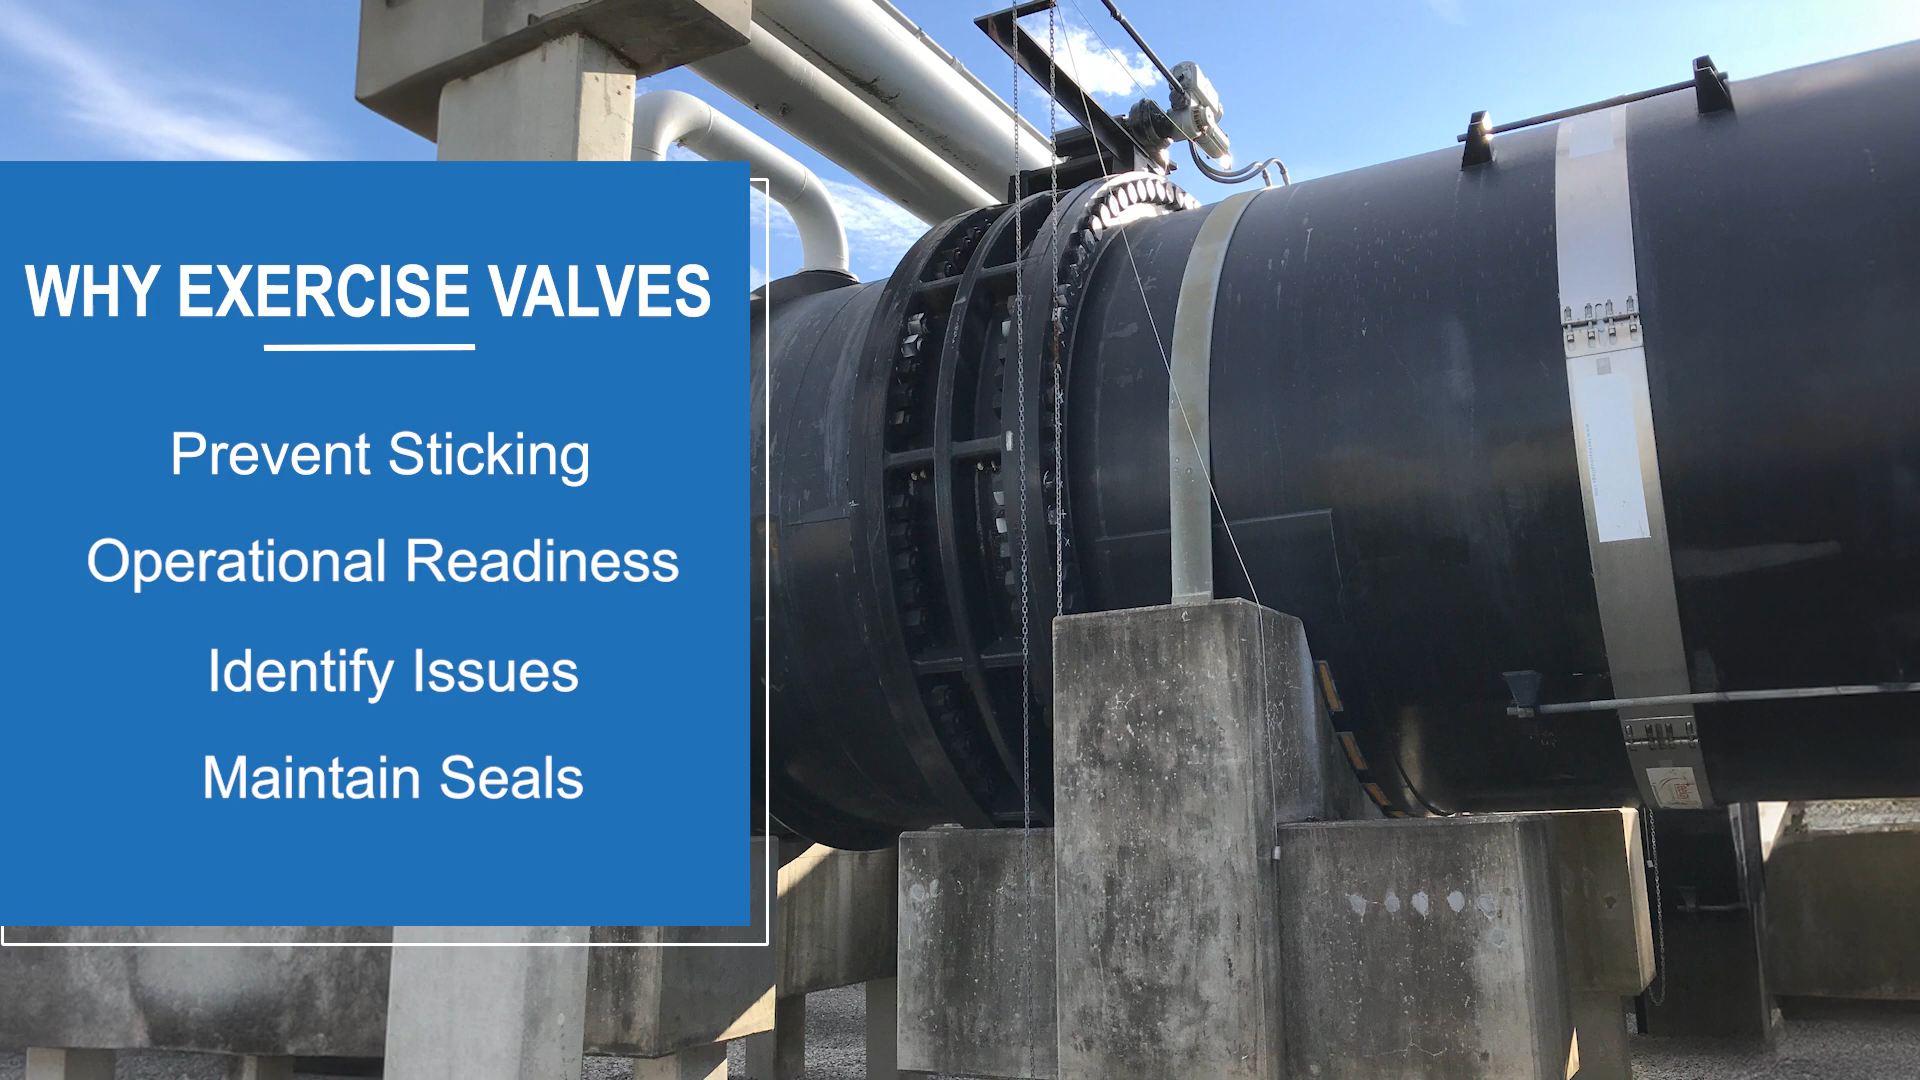 WHY EXERCISE VALVES
Prevent Sticking
Operational Readiness
Identify Issues
Maintain Seals